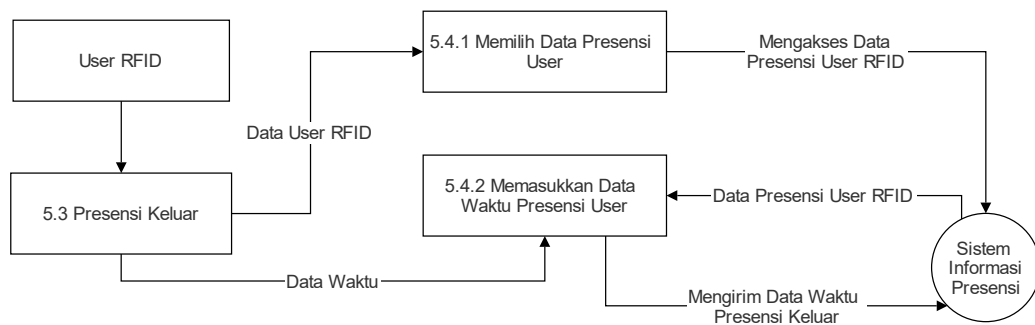 User RFID
5.4.1 Memilih Data Presensi
User
Mengakses Data
Presensi User RFID
Data User RFID
5.3 Presensi Keluar
5.4.2 Memasukkan Data
Waktu Presensi User
Data Presensi User RFID
Sistem
Informasi
Presensi
Data Waktu
Mengirim Data Waktu
Presensi Keluar